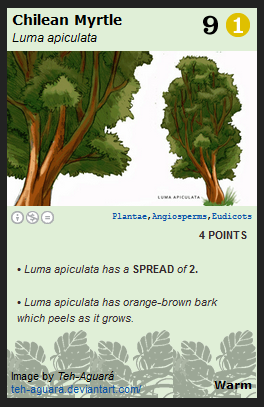 Chilean Myrtle
9 1
Luma apiculata
LUMA APICULATA
Plantae,Angiosperms,Eudicots
4 POINTS
• Luma apiculata has a SPREAD of 2.
• Luma apiculata has orange-brown bark
which peels as it grows.
Image by Teh-Aguará
teh-aguara.deviantart.com/
Warm